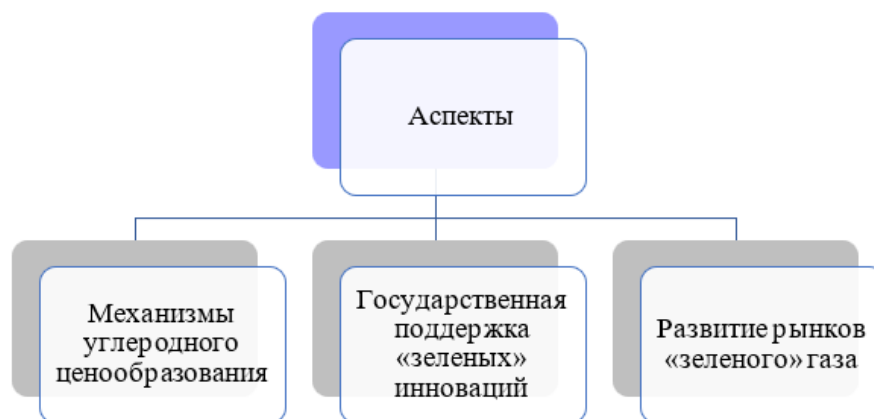 Аспекты
Механизмы
углеродного
ценообразования
Государственная
поддержка
«зеленых»
инноваций
Развитие рынков
«зеленого» газа